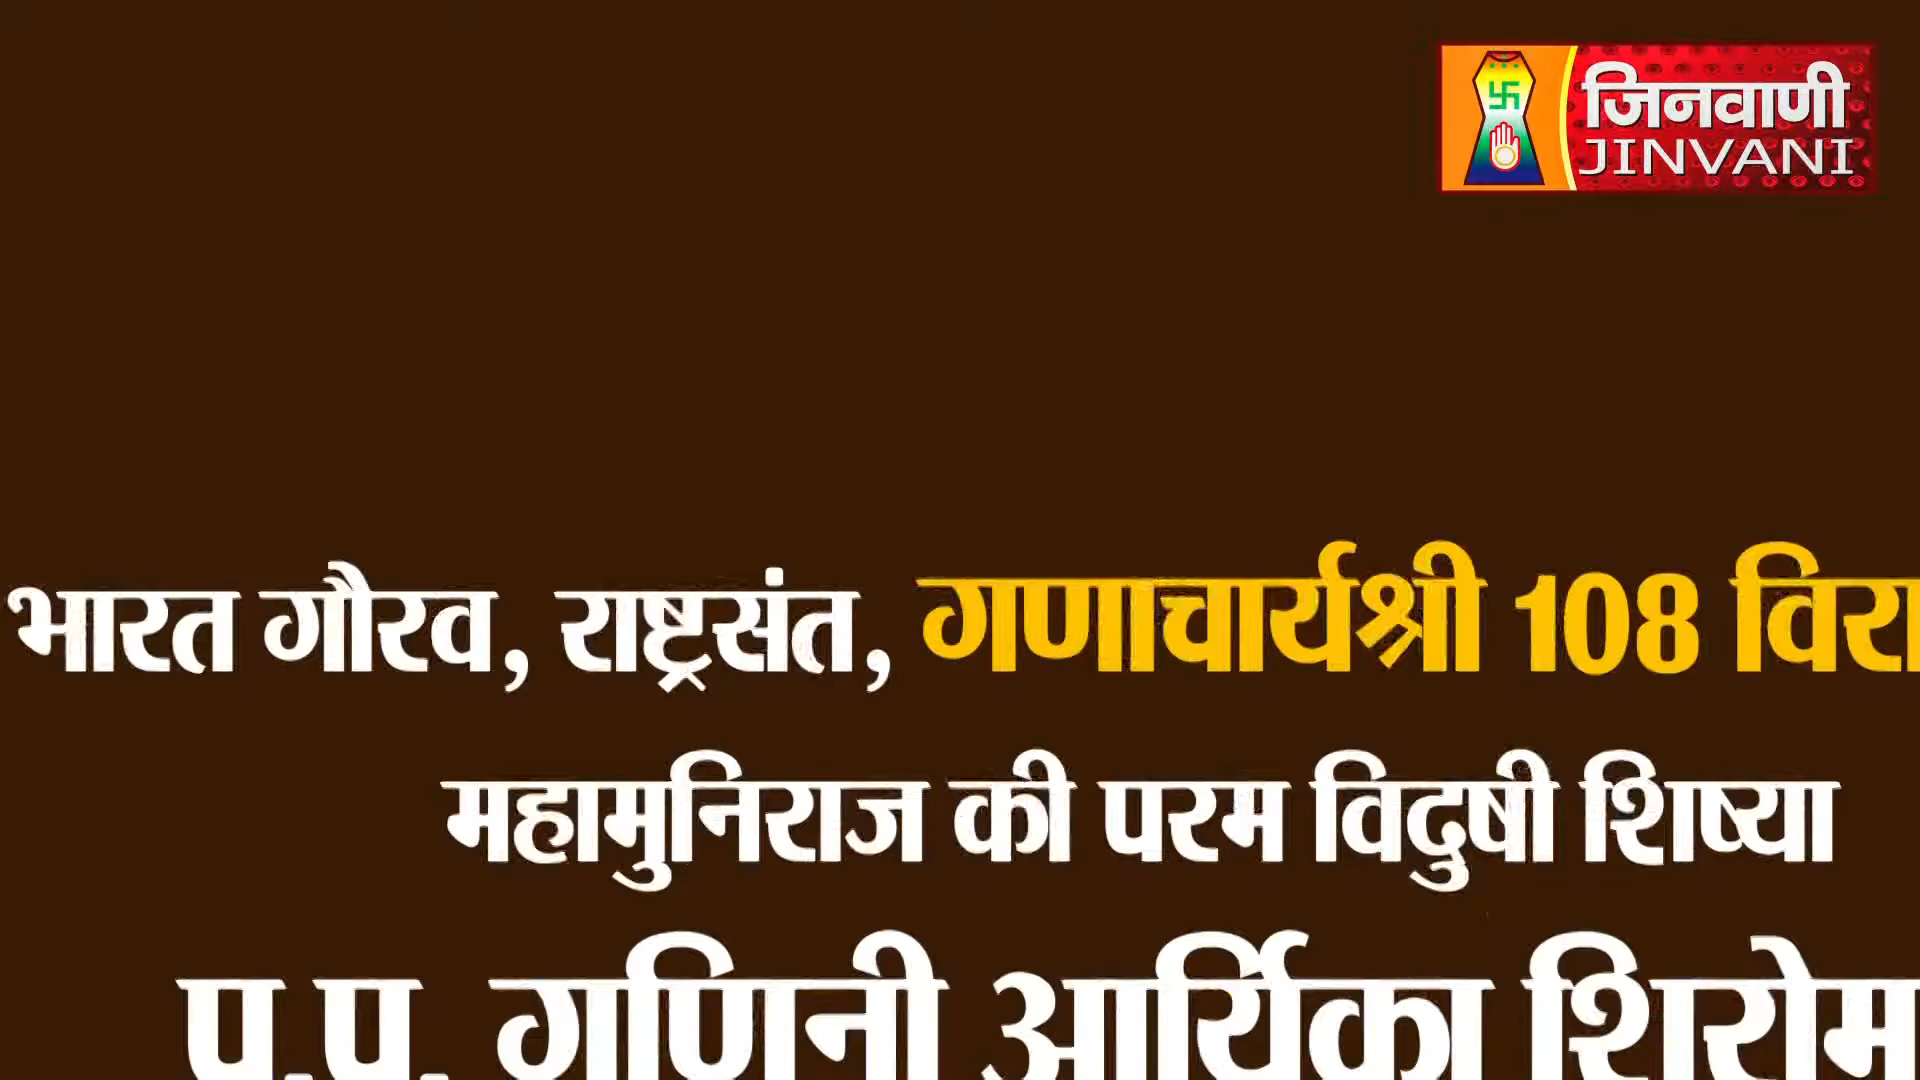 जिनवाणी
JINVANI
भारत गौरव, राष्ट्रसंत, गणाचार्यश्री 108
महामुनिराज की परम विदुषी शिष्या
प.प. गणिनी आर्यिका